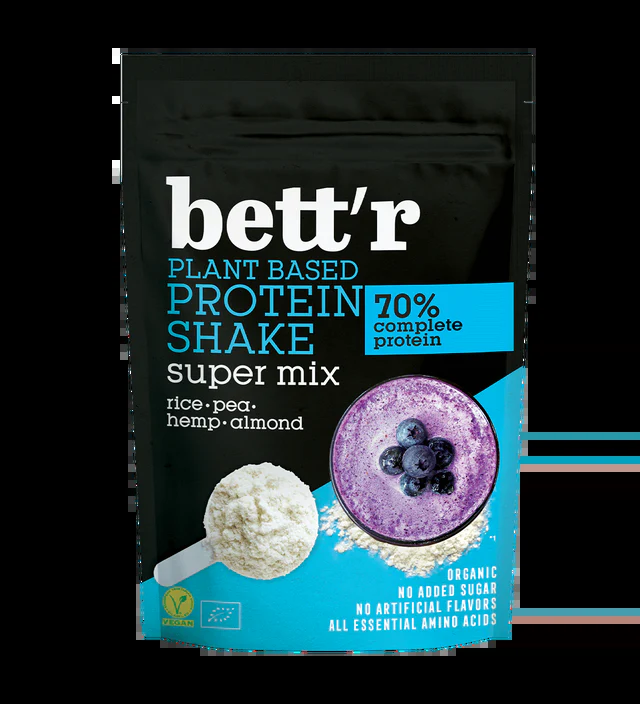 bett'r
PLANT BASED
PROTEIN
SHAKE
70%
complete
protein
super mix
rice•pea•
hemp•almond
ORGANIC
NO ADDED SUGAR
NO ARTIFICIAL FLAVORS
ALL ESSENTIAL AMINO ACIDS
V
VEGAN